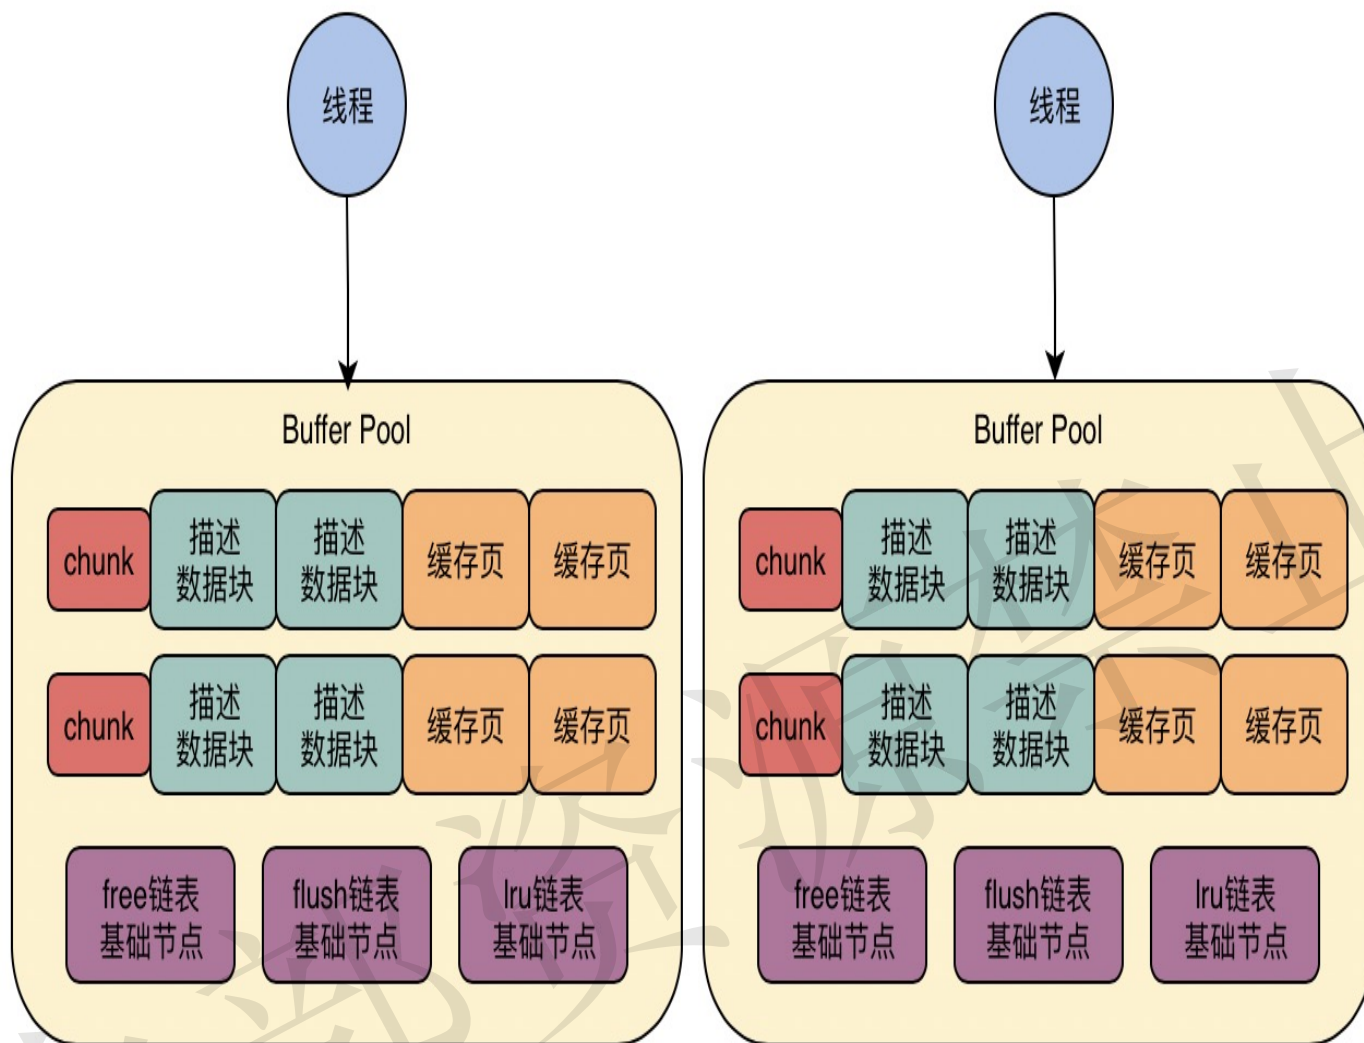 线程
线程
Buffer Pool
chunk
描述
数据块
描述
数据块
缓存页
缓存页
chunk
描述
数据块
描述
数据块
缓存页
缓存页
free链表
基础节点
flush链表
基础节点
lru链表
基础节点
Buffer Pool
chunk
描述
数据块
描述
数据块
缓存页
缓存页
chunk
描述
数据块
描述
数据块
缓存页
缓存页
free链表
基础节点
flush链表
基础节点
lru链表
基础节点
部资源禁止